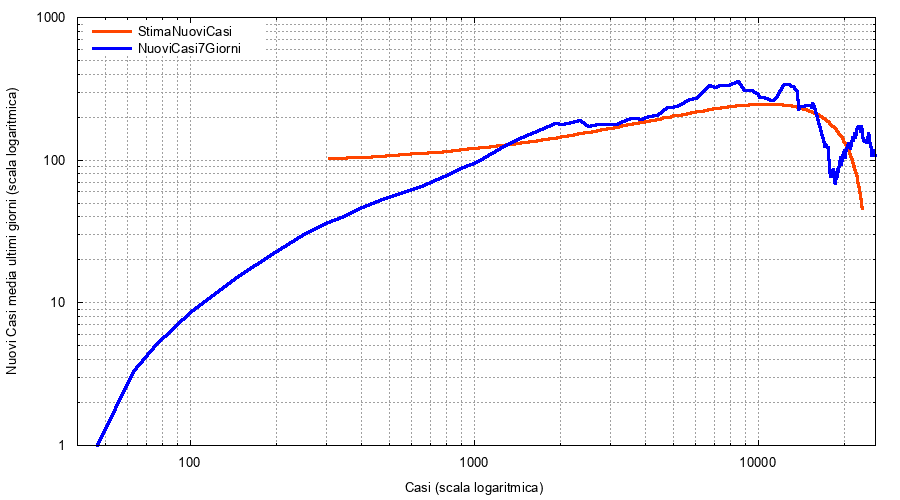 1000
StimaNuoviCasi
NuoviCasi7Giorni
100
10
1
Nuovi Casi media ultimi giorni (scala logaritmica)
100
1000
10000
Casi (scala logaritmica)